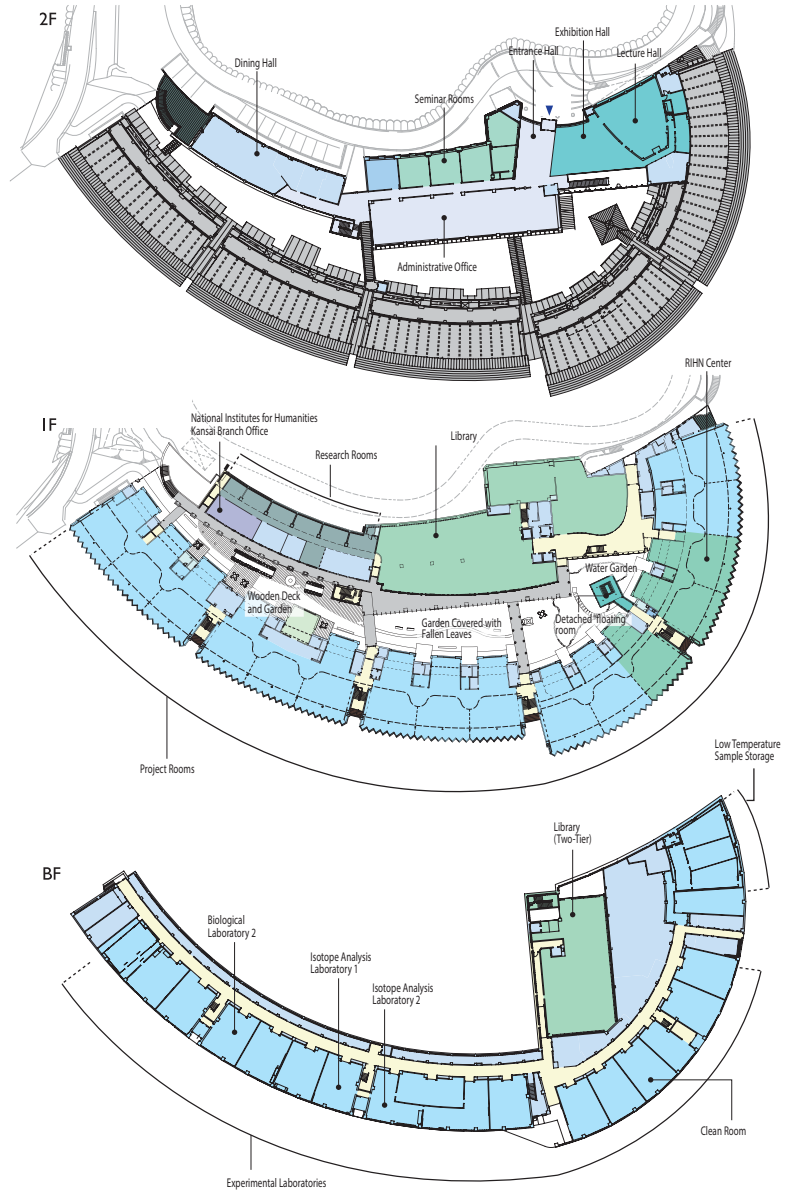 2F
Exhibition Hall
Entrance Hall
Lecture Hall
Dining Hall
Seminar Rooms
Administrative Office
RIHN Center
1F
National Institutes for Humanities
Kansai Branch Office
Research Rooms
Library
Water Garden
Wooden Deck
and Garden
Garden Covered with
Fallen Leaves
Detached "floating"
room
Project Rooms
Low Temperature
Sample Storage
Library
(Two-Tier)
BF
Biological
Laboratory 2
Isotope Analysis
Laboratory 1
Isotope Analysis
Laboratory 2
Clean Room
Experimental Laboratories